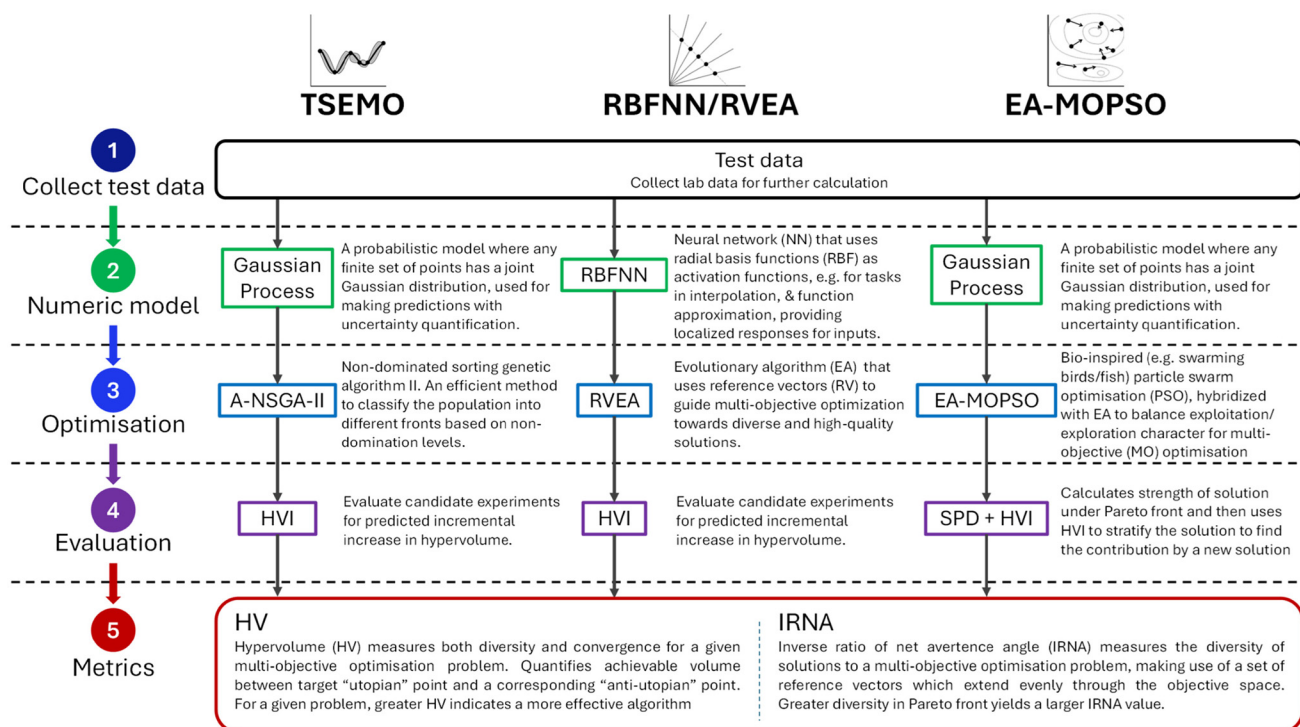 TSEMO
RBFNN/RVEA
EA-MOPSO
1
Collect test data
Test data
Collect lab data for further calculation
2
Numeric model
Gaussian
Process
A probabilistic model where any
finite set of points has a joint
Gaussian distribution, used for
making predictions with
uncertainty quantification.
RBFNN
Neural network (NN) that uses
radial basis functions (RBF) as
activation functions, e.g. for tasks
in interpolation, & function
approximation, providing
localized responses for inputs.
Gaussian
Process
A probabilistic model where any
finite set of points has a joint
Gaussian distribution, used for
making predictions with
uncertainty quantification.
3
Optimisation
A-NSGA-II
Non-dominated sorting genetic
algorithm II. An efficient method
to classify the population into
different fronts based on non-
domination levels.
RVEA
Evolutionary algorithm (EA) that
uses reference vectors (RV) to
guide multi-objective optimization
towards diverse and high-quality
solutions.
EA-MOPSO
Bio-inspired (e.g. swarming
birds/fish) particle swarm
optimisation (PSO), hybridized
with EA to balance exploitation/
exploration character for multi-
objective (MO) optimisation
4
Evaluation
HVI
Evaluate candidate experiments
for predicted incremental
increase in hypervolume.
HVI
Evaluate candidate experiments
for predicted incremental
increase in hypervolume.
SPD + HVI
Calculates strength of solution
under Pareto front and then uses
HVI to stratify the solution to find
the contribution by a new solution
5
Metrics
HV
Hypervolume (HV) measures both diversity and convergence for a given
multi-objective optimisation problem. Quantifies achievable volume
between target “utopian” point and a corresponding “anti-utopian” point.
For a given problem, greater HV indicates a more effective algorithm
IRNA
Inverse ratio of net avertence angle (IRNA) measures the diversity of
solutions to a multi-objective optimisation problem, making use of a set of
reference vectors which extend evenly through the objective space.
Greater diversity in Pareto front yields a larger IRNA value.